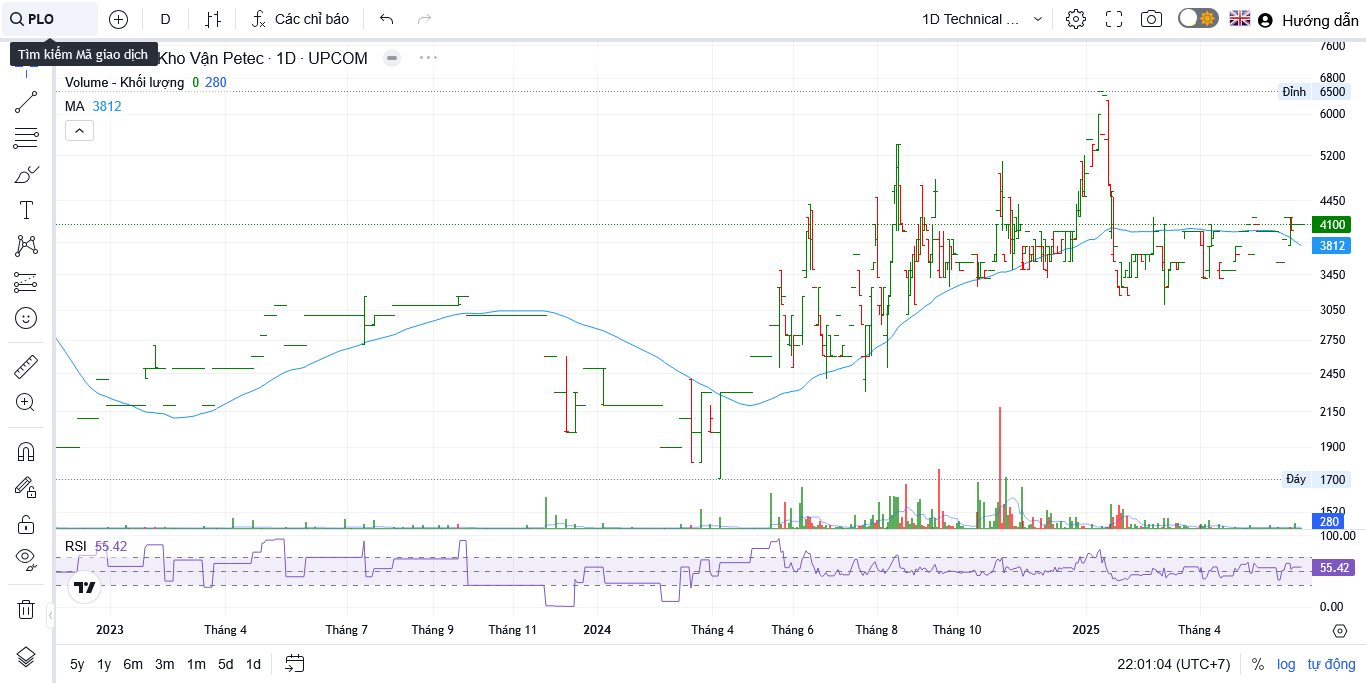 PLO
D
Các chỉ báo
1D Technical ...
Hướng dẫn
Tìm kiếm Mã giao dịch
Kho Vận Petec · 1D · UPCOM
Volume - Khối lượng 0 280
MA 3812
7600
6800
Đỉnh 6500
6000
5200
4450
4100
3812
3450
3050
2750
2450
2150
1900
Đáy 1700
1520
280
RSI 55.42
100.00
55.42
0.00
2023 Tháng 4 Tháng 7 Tháng 9 Tháng 11 2024 Tháng 4 Tháng 6 Tháng 8 Tháng 10 2025 Tháng 4
5y 1y 6m 3m 1m 5d 1d
22:01:04 (UTC+7) % log tự động